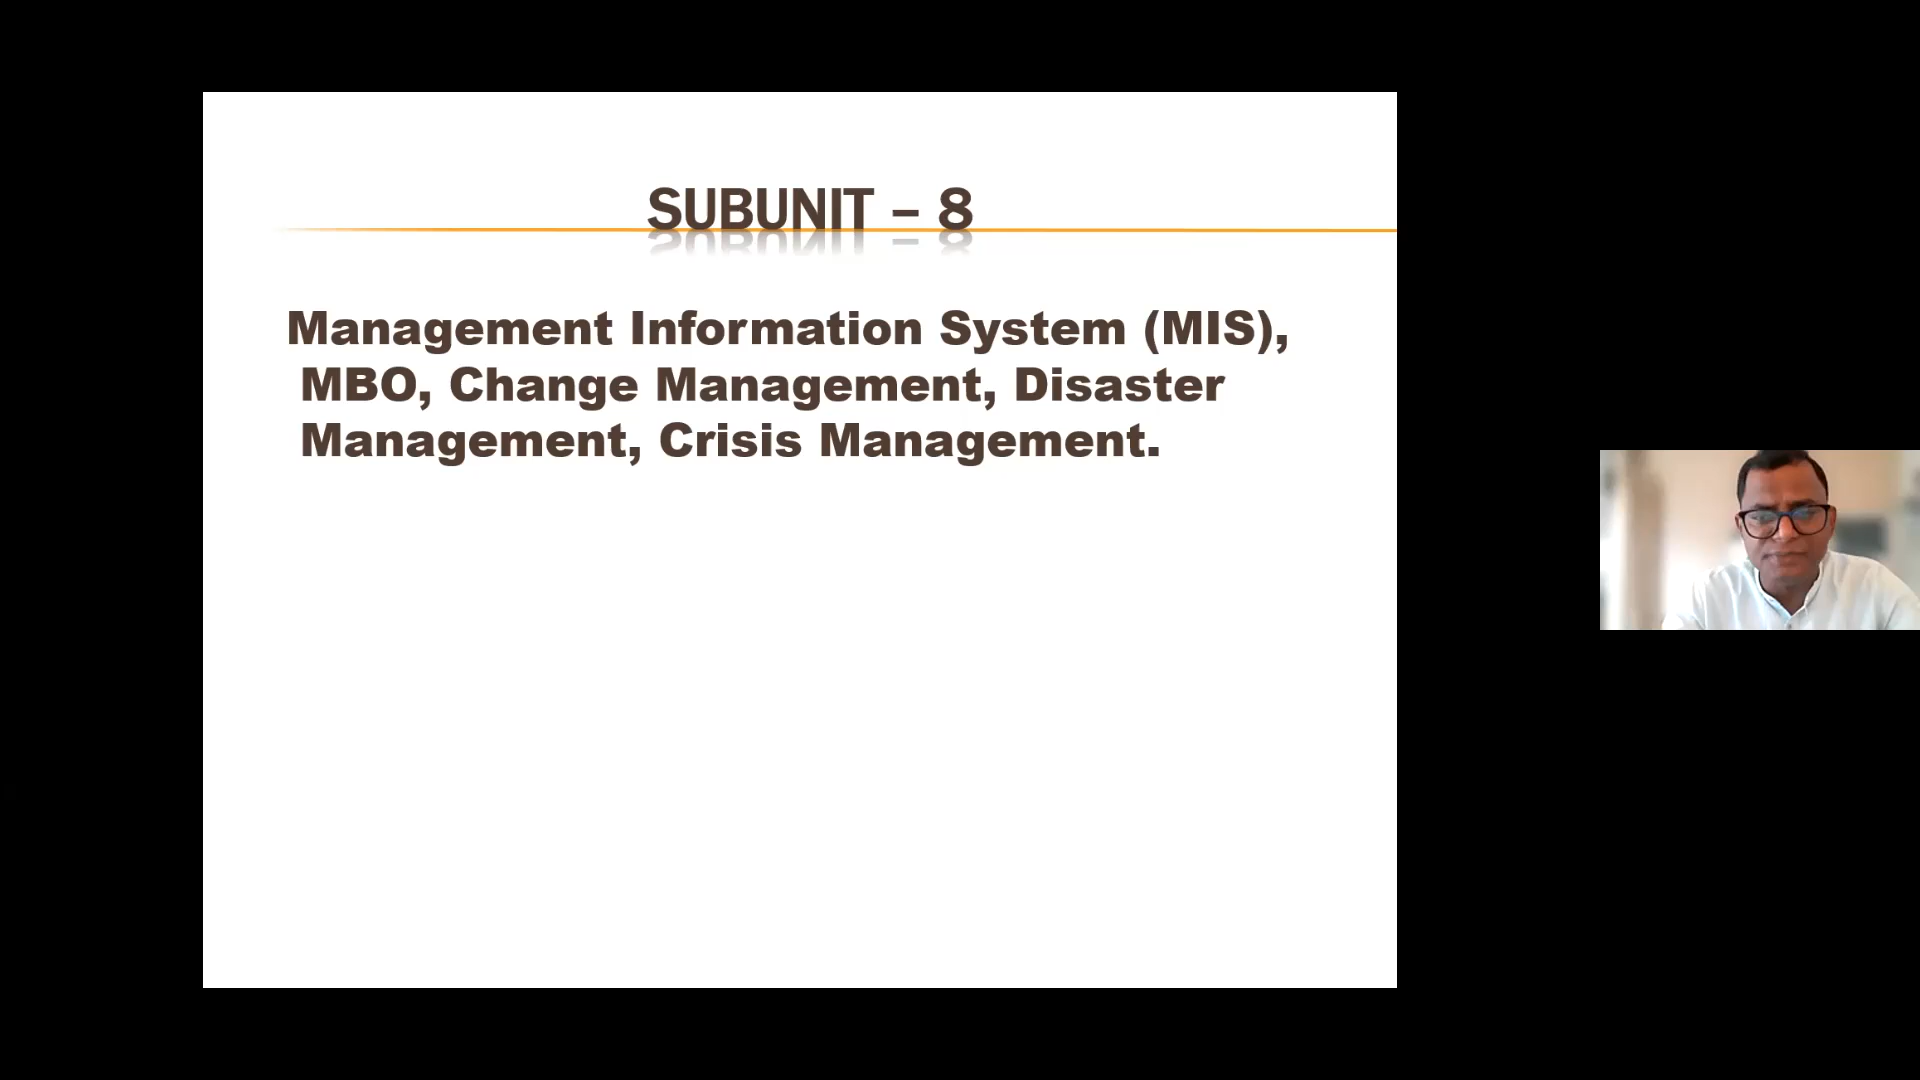 SUBUNIT – 8
Management Information System (MIS),
MBO, Change Management, Disaster
Management, Crisis Management.